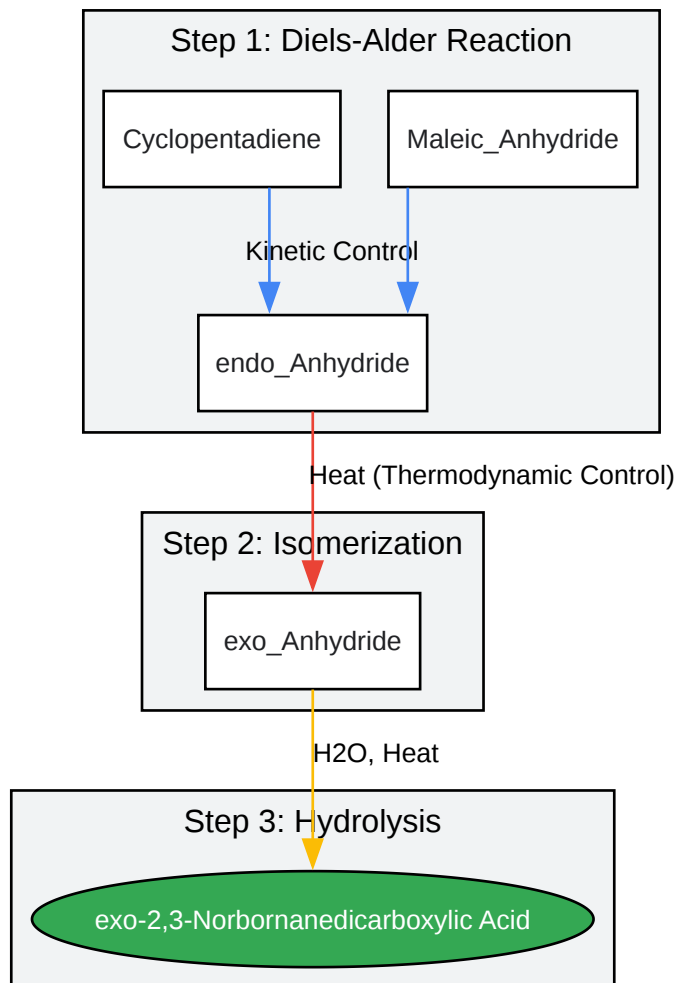 Step 1: Diels-Alder Reaction
Cyclopentadiene
Maleic_Anhydride
Kinetic Control
endo_Anhydride
Heat (Thermodynamic Control)
Step 2: Isomerization
exo_Anhydride
H2O, Heat
Step 3: Hydrolysis
exo-2,3-Norbornanedicarboxylic Acid